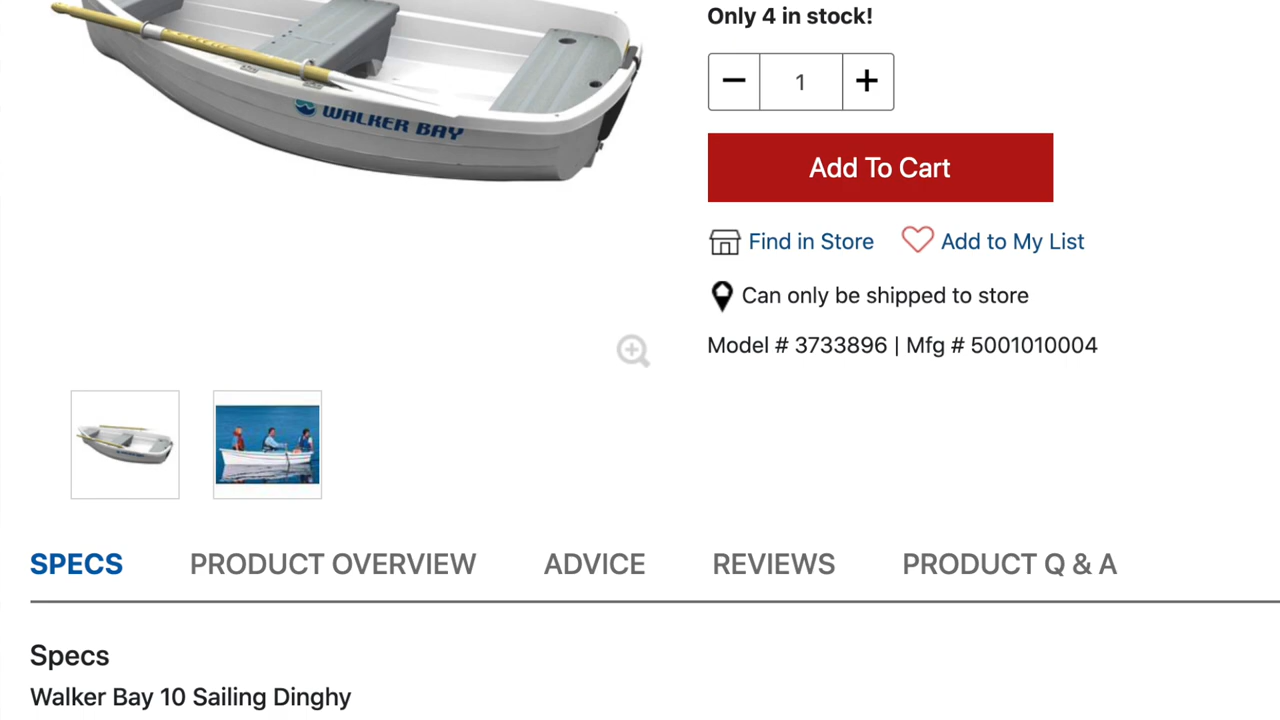 Only 4 in stock!
1
Add To Cart
Find in Store
Add to My List
Can only be shipped to store
Model # 3733896 | Mfg # 5001010004
WALKER BAY
SPECS
PRODUCT OVERVIEW
ADVICE
REVIEWS
PRODUCT Q & A
Specs
Walker Bay 10 Sailing Dinghy